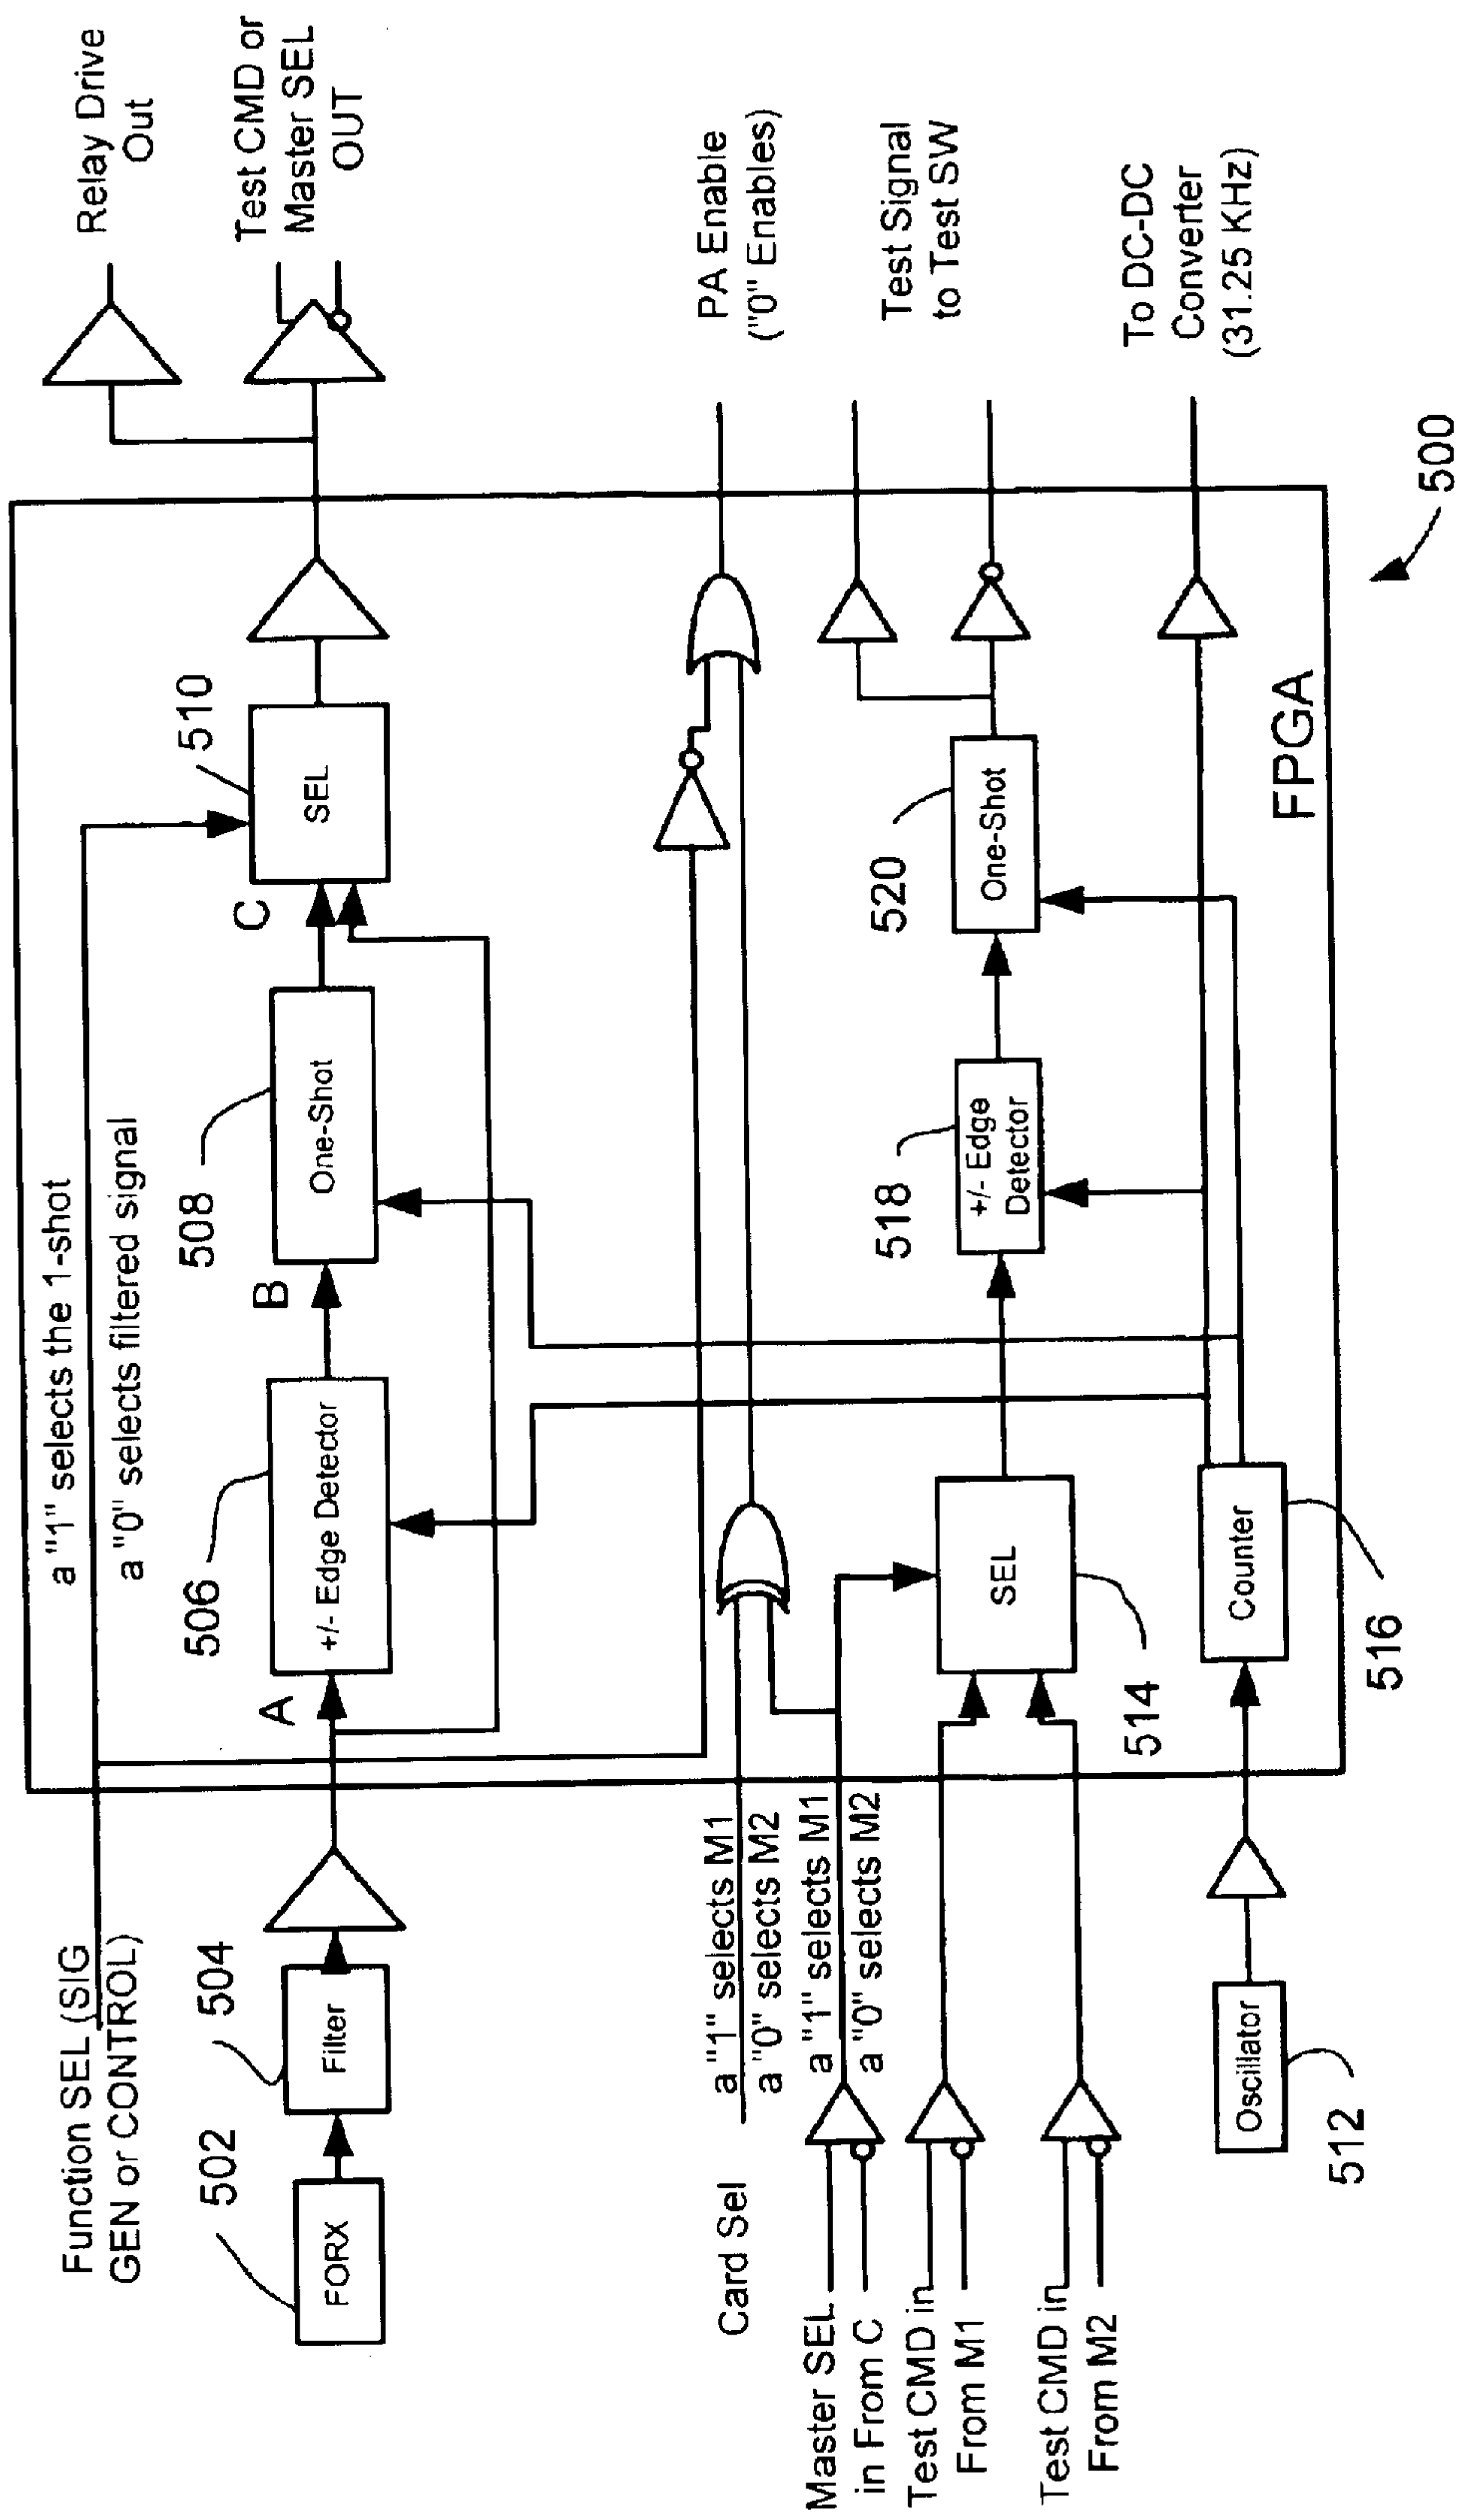 Function SEL (SIG
GEN or CONTROL)
a "1" selects the 1-shot
a "0" selects filtered signal
Relay Drive
Out
502
FORX
504
Filter
A
506
+/- Edge Detector
B
508
One-Shot
C
510
SEL
Test CMD or
Master SEL
OUT
Card Sel
a "1" selects M1
a "0" selects M2
PA Enable
("0" Enables)
Master SEL
in From C
a "1" selects M1
a "0" selects M2
Test CMD in
From M1
Test CMD in
From M2
SEL
514
518
+/- Edge
Detector
520
One-Shot
Test Signal
to Test SW
Oscillator
512
Counter
516
FPGA
To DC-DC
Converter
(31.25 KHz)
500